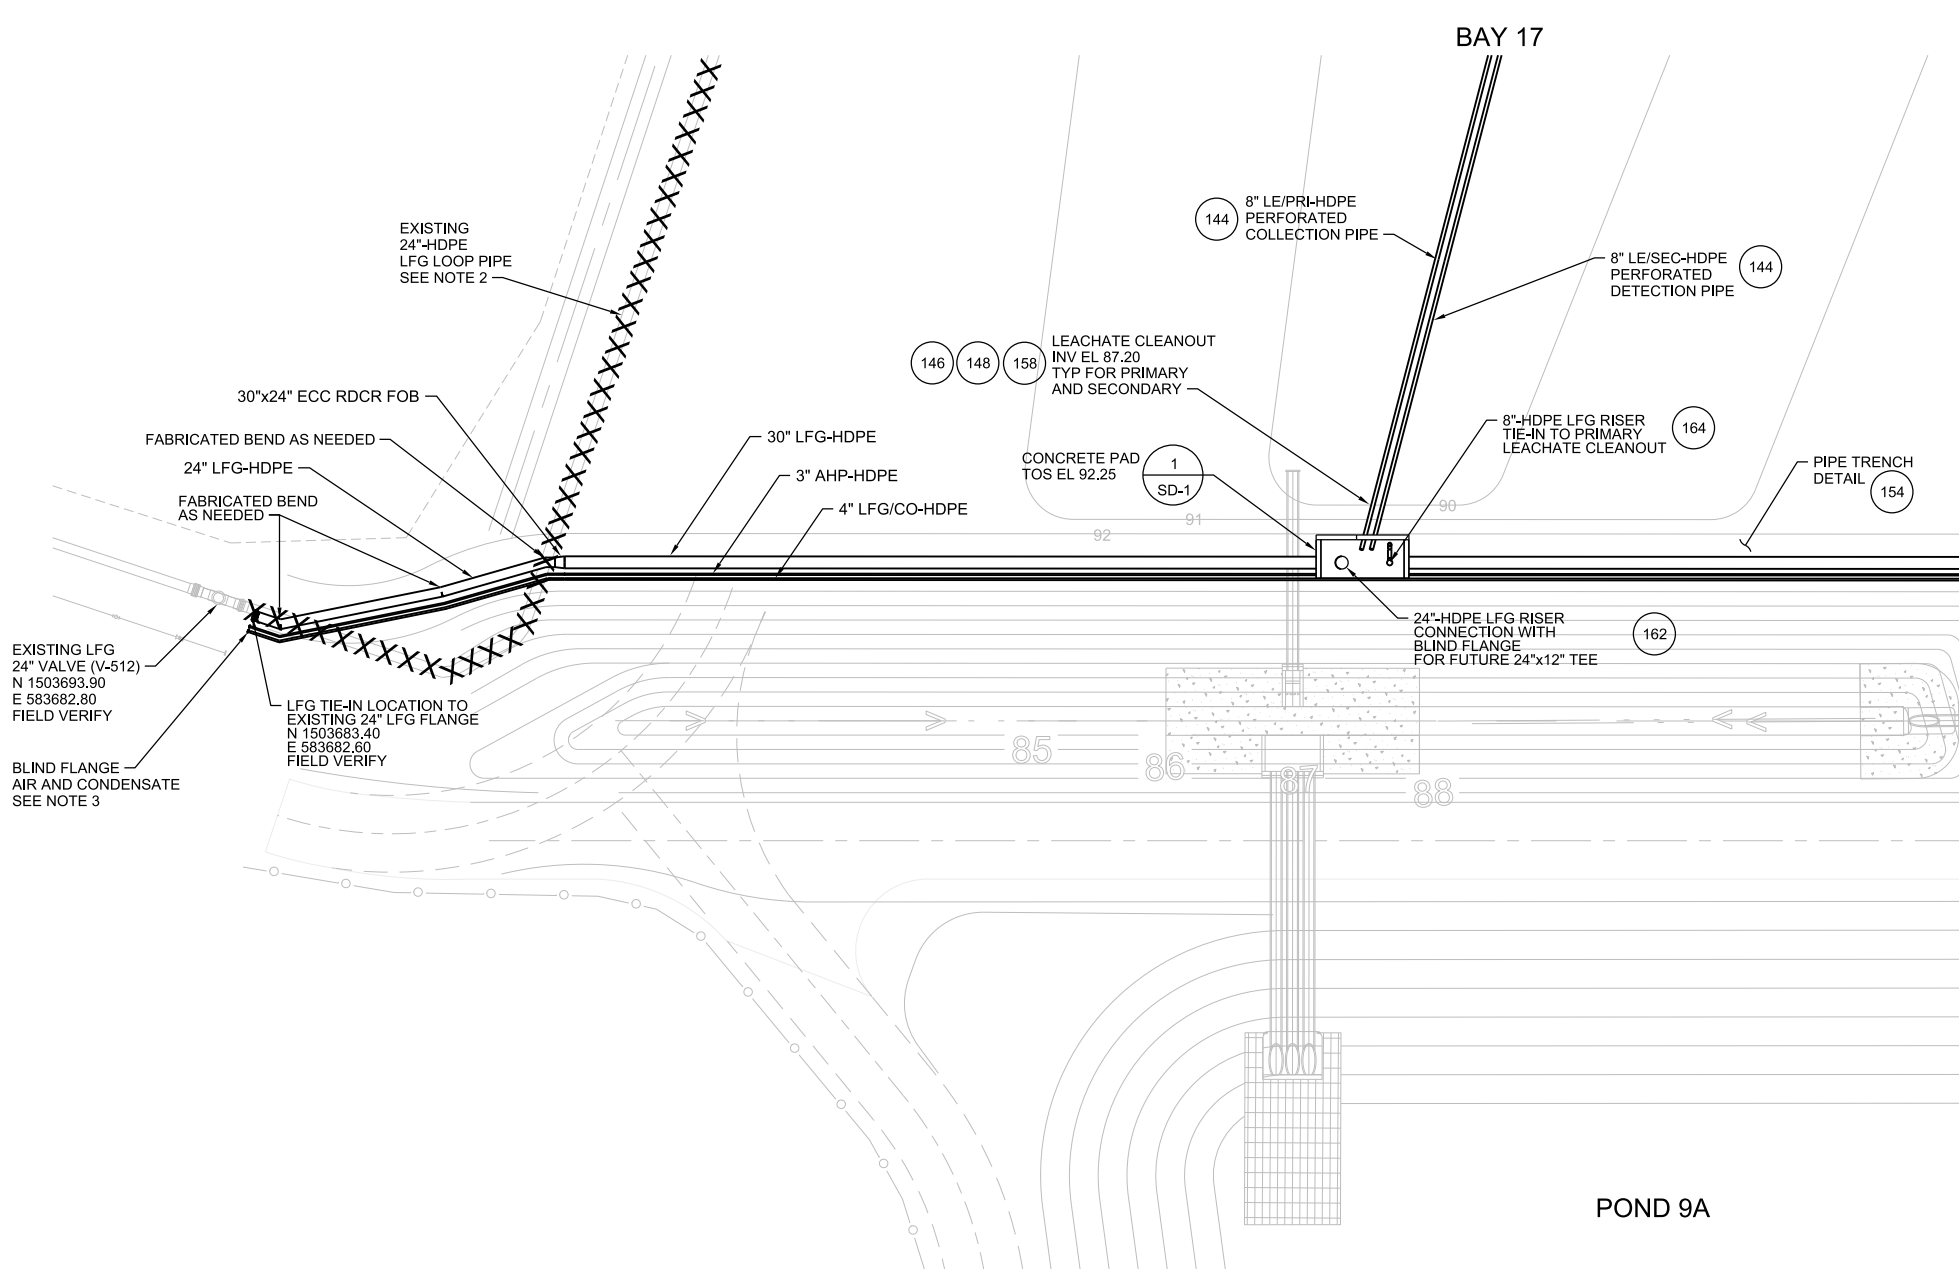 BAY 17
EXISTING
24"-HDPE
LFG LOOP PIPE
SEE NOTE 2
144
8" LE/PRI-HDPE
PERFORATED
COLLECTION PIPE
8" LE/SEC-HDPE
PERFORATED
DETECTION PIPE
144
146
148
158
LEACHATE CLEANOUT
INV EL 87.20
TYP FOR PRIMARY
AND SECONDARY
30"x24" ECC RDCR FOB
FABRICATED BEND AS NEEDED
24" LFG-HDPE
FABRICATED BEND
AS NEEDED
30" LFG-HDPE
3" AHP-HDPE
4" LFG/CO-HDPE
CONCRETE PAD
TOS EL 92.25
1
SD-1
8"-HDPE LFG RISER
TIE-IN TO PRIMARY
LEACHATE CLEANOUT
164
PIPE TRENCH
DETAIL
154
90
91
92
EXISTING LFG
24" VALVE (V-512)
N 1503693.90
E 583682.80
FIELD VERIFY
LFG TIE-IN LOCATION TO
EXISTING 24" LFG FLANGE
N 1503683.40
E 583682.60
FIELD VERIFY
BLIND FLANGE
AIR AND CONDENSATE
SEE NOTE 3
24"-HDPE LFG RISER
CONNECTION WITH
BLIND FLANGE
FOR FUTURE 24"x12" TEE
162
85
86
87
88
POND 9A